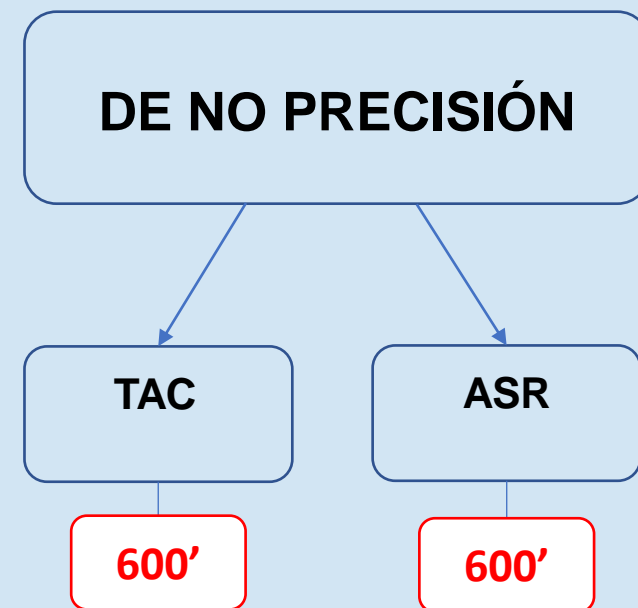 DE NO PRECISIÓN
TAC
ASR
600’
600’